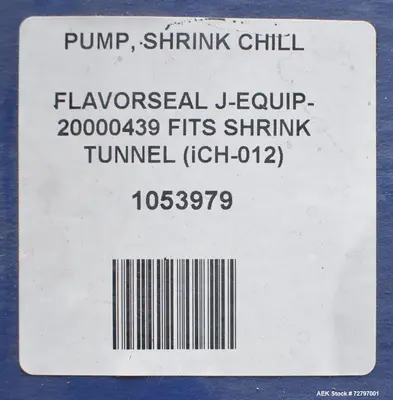 PUMP, SHRINK CHILL
FLAVORSEAL J-EQUIP-
20000439 FITS SHRINK
TUNNEL (iCH-012)
1053979
AEK Stock # 72797001